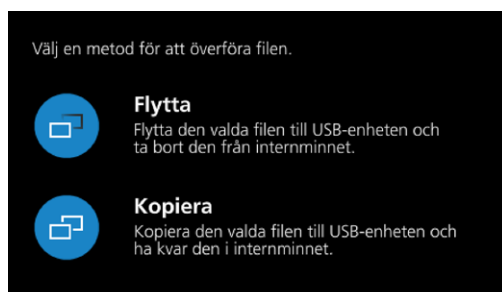 Välj en metod för att överföra filen.
Flytta
Flytta den valda filen till USB-enheten och
ta bort den från internminnet.
Kopiera
Kopiera den valda filen till USB-enheten och
ha kvar den i internminnet.